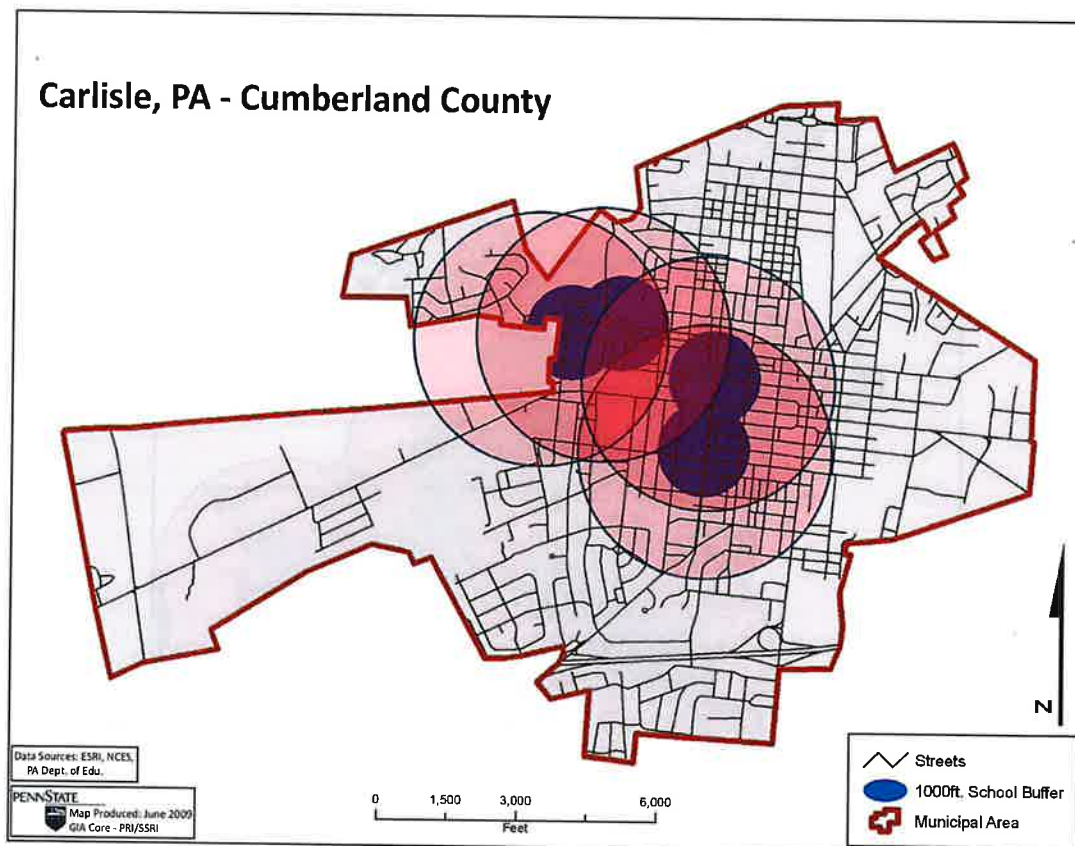 Carlisle, PA - Cumberland County
Data Sources: ESRI, NCES,
PA Dept. of Edu.
PENNSTATE
Map Produced: June 2009
GIA Core - PRI/SSRI
0 1,500 3,000 6,000
Feet
N
Streets
1000ft. School Buffer
Municipal Area